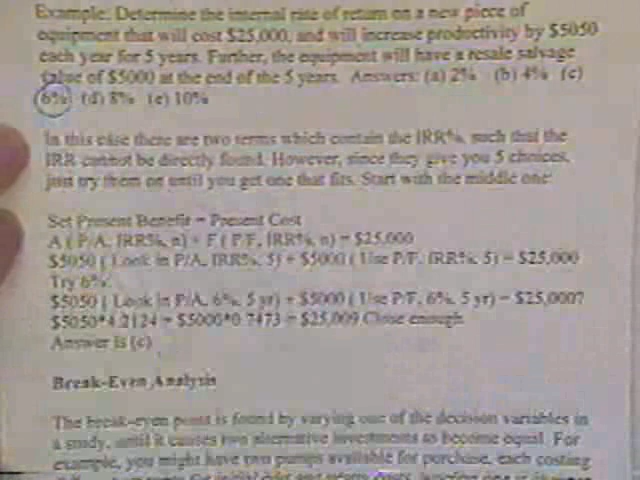 Example: Determine the internal rate of return on a new piece of
equipment that will cost $25,000, and will increase productivity by $5050
each year for 5 years. Further, the equipment will have a resale salvage
value of $5000 at the end of the 5 years. Answers: (a) 2% (b) 4% (c)
6% (d) 8% (e) 10%
In this case there are two terms which contain the IRR%, such that the
IRR cannot be directly found. However, since they give you 5 choices,
just try them on until you get one that fits. Start with the middle one:
Set Present Benefit = Present Cost
A ( P/A, IRR%, n) + F ( P/F, IRR%, n) = $25,000
$5050 ( Look in P/A, IRR%, 5) + $5000 ( Use P/F, IRR%, 5) = $25,000
Try 6%:
$5050 ( Look in P/A, 6%, 5 yr) + $5000 ( Use P/F, 6%, 5 yr) = $25,000?
$5050*4.2124 + $5000*0.7473 = $25,009 Close enough
Answer is (c)
Break-Even Analysis
The break-even point is found by varying one of the decision variables in
a study, until it causes two alternative investments to become equal. For
example, you might have two pumps available for purchase, each costing